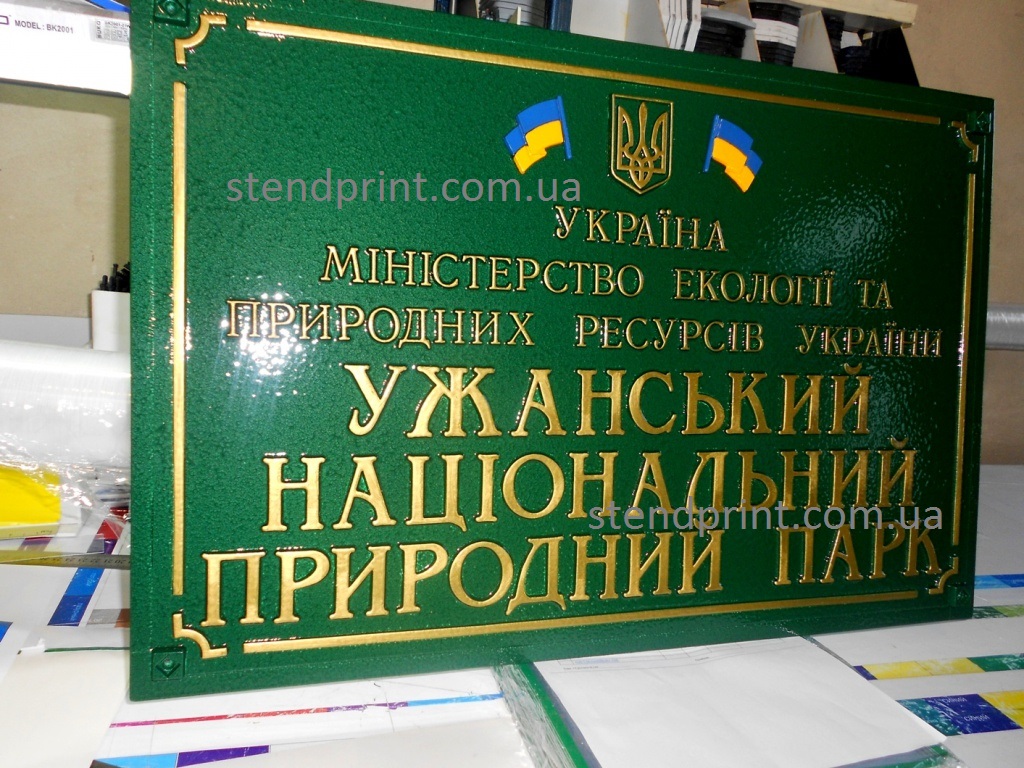 MODEL: BK2001
stendprint.com.ua
УКРАЇНА
МІНІСТЕРСТВО ЕКОЛОГІЇ ТА
ПРИРОДНИХ РЕСУРСІВ УКРАЇНИ
УЖАНСЬКИЙ
НАЦІОНАЛЬНИЙ
stendprint.com.ua
ПРИРОДНИЙ ПАРК